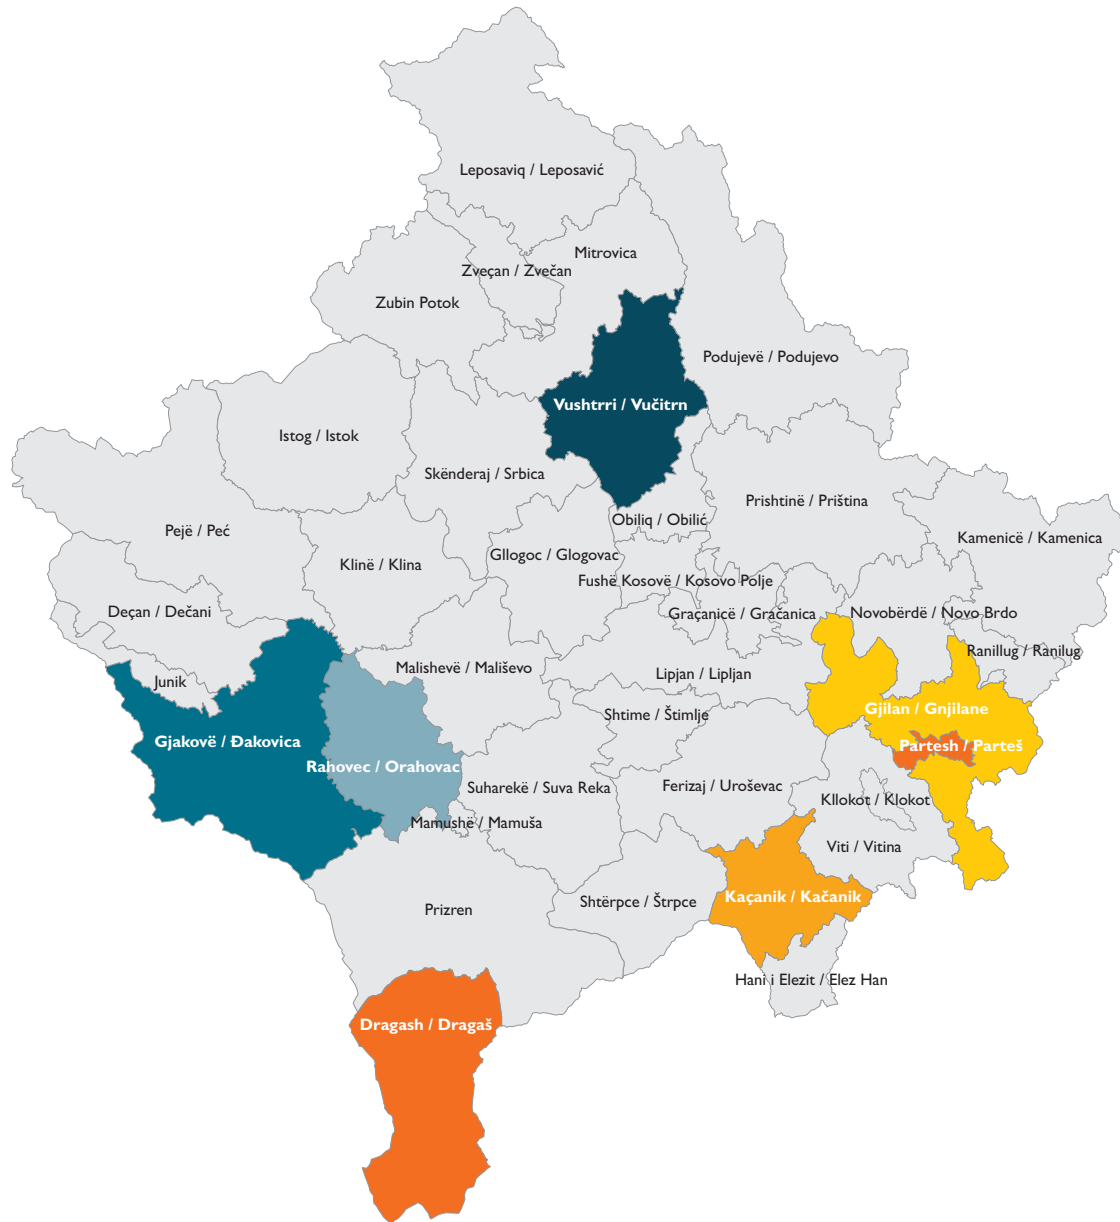 Leposaviq / Leposavić
Mitrovica
Zveçan / Zvečan
Zubin Potok
Podujevë / Podujevo
Vushtrri / Vučitrn
Istog / Istok
Skënderaj / Srbica
Prishtinë / Priština
Obiliq / Obilić
Pejë / Peć
Kamenicë / Kamenica
Gllogoc / Glogovac
Klinë / Klina
Fushë Kosovë / Kosovo Polje
Deçan / Dečani
Graçanicë / Gračanica
Novobërdë / Novo Brdo
Ranillug / Ranilug
Malishevë / Mališevo
Lipjan / Lipljan
Junik
Gjilan / Gnjilane
Shtime / Štimlje
Gjakovë / Đakovica
Partesh / Parteš
Rahovec / Orahovac
Suharekë / Suva Reka
Ferizaj / Uroševac
Kllokot / Klokot
Mamushë / Mamuša
Viti / Vitina
Kaçanik / Kačanik
Shtërpce / Štrpce
Prizren
Hani i Elezit / Elez Han
Dragash / Dragaš